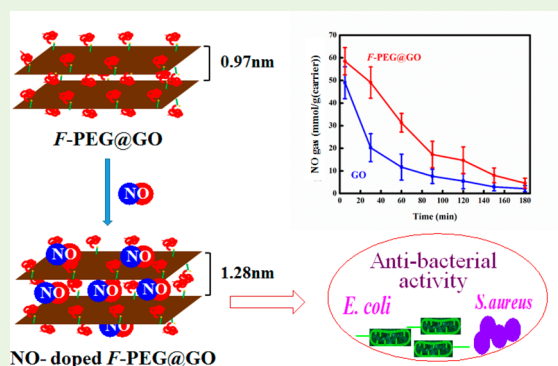 0.97nm
F-PEG@GO
NO
NO
NO
NO
NO
NO
NO
1.28nm
NO- doped F-PEG@GO
NO gas (mmol/g(carrier)
70
60
50
40
30
20
10
0
F-PEG@GO
GO
0 20 40 60 80 100 120 140 160 180
Time (min)
Anti-bacterial
activity
E. coli
S.aureus